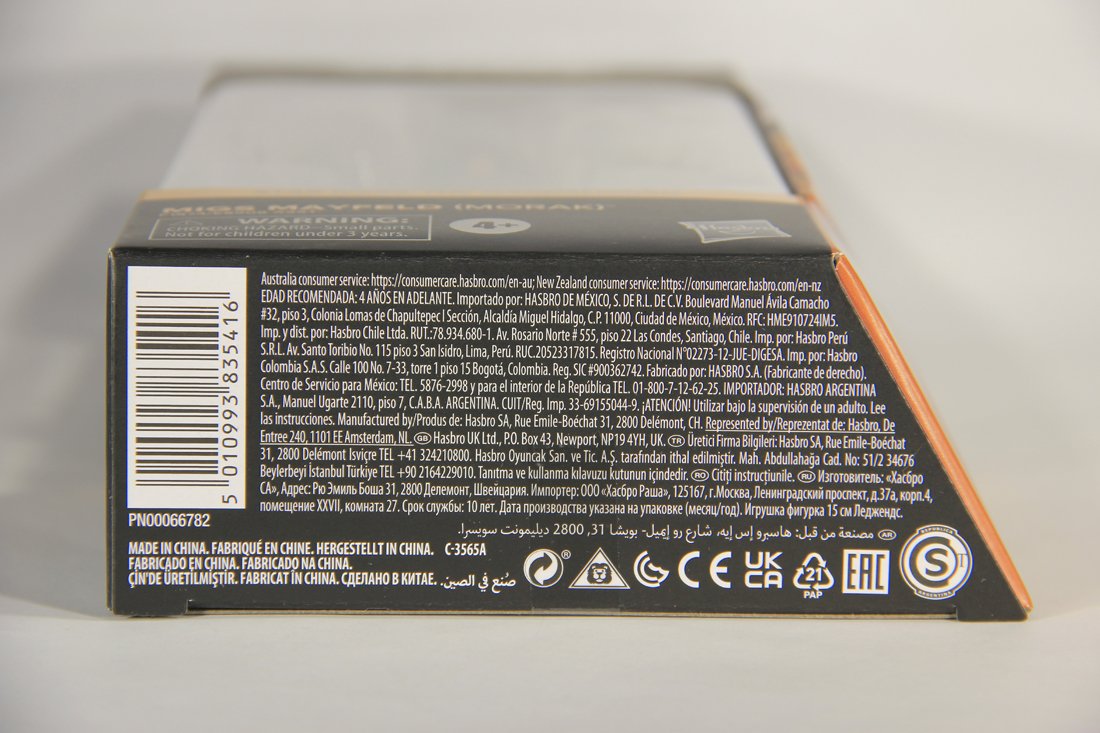 MIGS MAYFELD (MORAK)
WARNING:
CHOKING HAZARD—Small parts.
Not for children under 3 years.
4+
Hasbro
5 010993 835416
PN00066782
Australia consumer service: https://consumercare.hasbro.com/en-au; New Zealand consumer service: https://consumercare.hasbro.com/en-nz
EDAD RECOMENDADA: 4 AÑOS EN ADELANTE. Importado por: HASBRO DE MÉXICO, S. DE R.L. DE C.V. Boulevard Manuel Ávila Camacho
#32, piso 3, Colonia Lomas de Chapultepec I Sección, Alcaldía Miguel Hidalgo, C.P. 11000, Ciudad de México, México. RFC: HME910724IM5.
Imp. y dist. por: Hasbro Chile Ltda. RUT.:78.934.680-1. Av. Rosario Norte # 555, piso 22 Las Condes, Santiago, Chile. Imp. por: Hasbro Perú
S.R.L. Av. Santo Toribio No. 115 piso 3 San Isidro, Lima, Perú. RUC.20523317815. Registro Nacional N°02273-12-JUE-DIGESA. Imp. por: Hasbro
Colombia S.A.S. Calle 100 No. 7-33, torre 1 piso 15 Bogotá, Colombia. Reg. SIC #900362742. Fabricado por: HASBRO S.A. (Fabricante de derecho).
Centro de Servicio para México: TEL. 5876-2998 y para el interior de la República TEL. 01-800-7-12-62-25. IMPORTADOR: HASBRO ARGENTINA
S.A., Manuel Ugarte 2110, piso 7, C.A.B.A. ARGENTINA. CUIT/Reg. Imp. 33-69155044-9. ¡ATENCIÓN! Utilizar bajo la supervisión de un adulto. Lee
las instrucciones. Manufactured by/Produs de: Hasbro SA, Rue Emile-Boéchat 31, 2800 Delémont, CH. Represented by/Reprezentat de: Hasbro, De
Entree 240, 1101 EE Amsterdam, NL. GB Hasbro UK Ltd., P.O. Box 43, Newport, NP19 4YH, UK. TR Üretici Firma Bilgileri: Hasbro SA, Rue Emile-Boéchat
31, 2800 Delémont İsviçre TEL +41 324210800. Hasbro Oyuncak San. ve Tic. A.Ş. tarafından ithal edilmiştir. Mah. Abdullahağa Cad. No: 51/2 34676
Beylerbeyi İstanbul Türkiye TEL +90 2164229010. Tanıtma ve kullanma kılavuzu kutunun içindedir. RO Citiți instrucțiunile. RU Изготовитель: «Хасбро
СА», Адрес: Рю Эмиль Боша 31, 2800 Делемонт, Швейцария. Импортер: ООО «Хасбро Раша», 125167, г.Москва, Ленинградский проспект, д.37а, корп.4,
помещение XXVII, комната 27. Срок службы: 10 лет. Дата производства указана на упаковке (месяц/год). Игрушка фигурка 15 см Ледженdс.
AR مصنعة من قبل: هاسبرو إس إيه، شارع رو إميل- بويشا 31، 2800 ديليمونت سويسرا.
MADE IN CHINA. FABRIQUÉ EN CHINE. HERGESTELLT IN CHINA. C-3565A
FABRICADO EN CHINA. FABRICADO NA CHINA.
ÇİN'DE ÜRETİLMİŞTİR. FABRICAT ÎN CHINA. СДЕЛАНО В КИТАЕ. صُنع في الصين.
®
CE
UK
CA
21
PAP
EAC
REPUBLICA
S
T
ARGENTINA